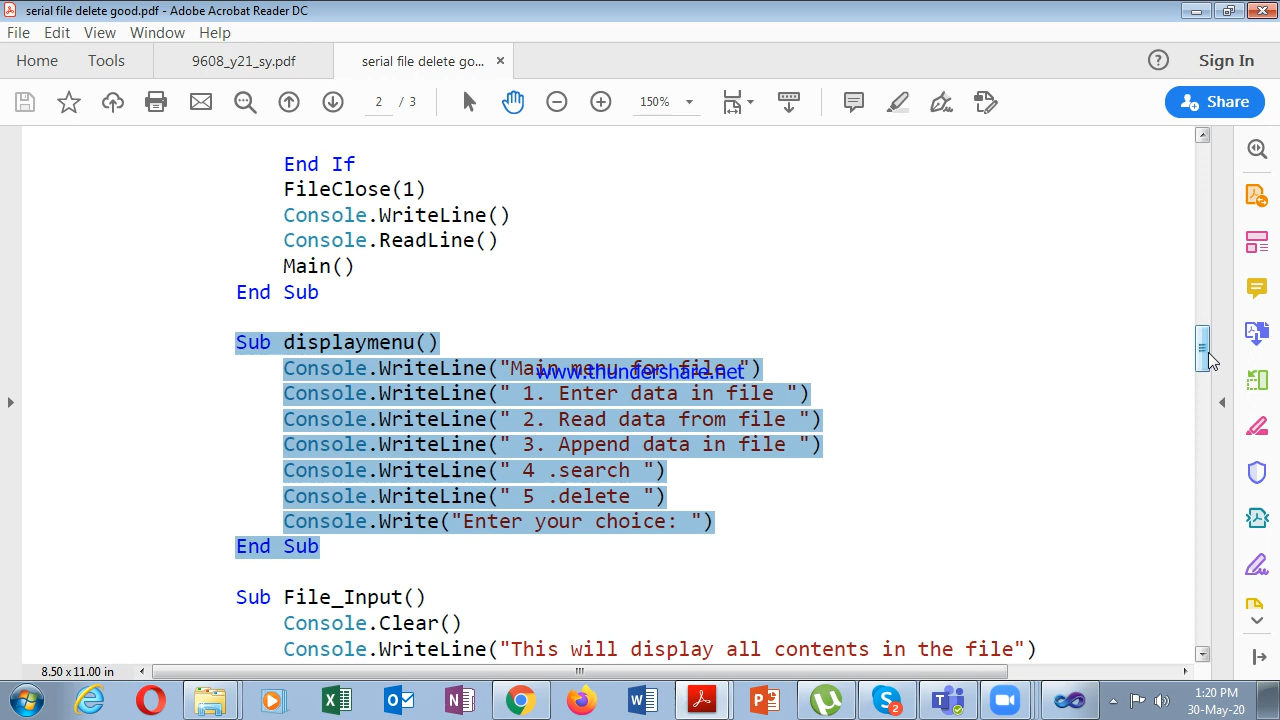 serial file delete good.pdf - Adobe Acrobat Reader DC
File Edit View Window Help
Home Tools 9608_y21_sy.pdf serial file delete go... × Sign In
2 / 3 150% Share
End If
FileClose(1)
Console.WriteLine()
Console.ReadLine()
Main()
End Sub
Sub displaymenu()
Console.WriteLine("Main menu for file ")
www.thundershare.net
Console.WriteLine(" 1. Enter data in file ")
Console.WriteLine(" 2. Read data from file ")
Console.WriteLine(" 3. Append data in file ")
Console.WriteLine(" 4 .search ")
Console.WriteLine(" 5 .delete ")
Console.Write("Enter your choice: ")
End Sub
Sub File_Input()
Console.Clear()
Console.WriteLine("This will display all contents in the file")
8.50 x 11.00 in
1:20 PM
30-May-20